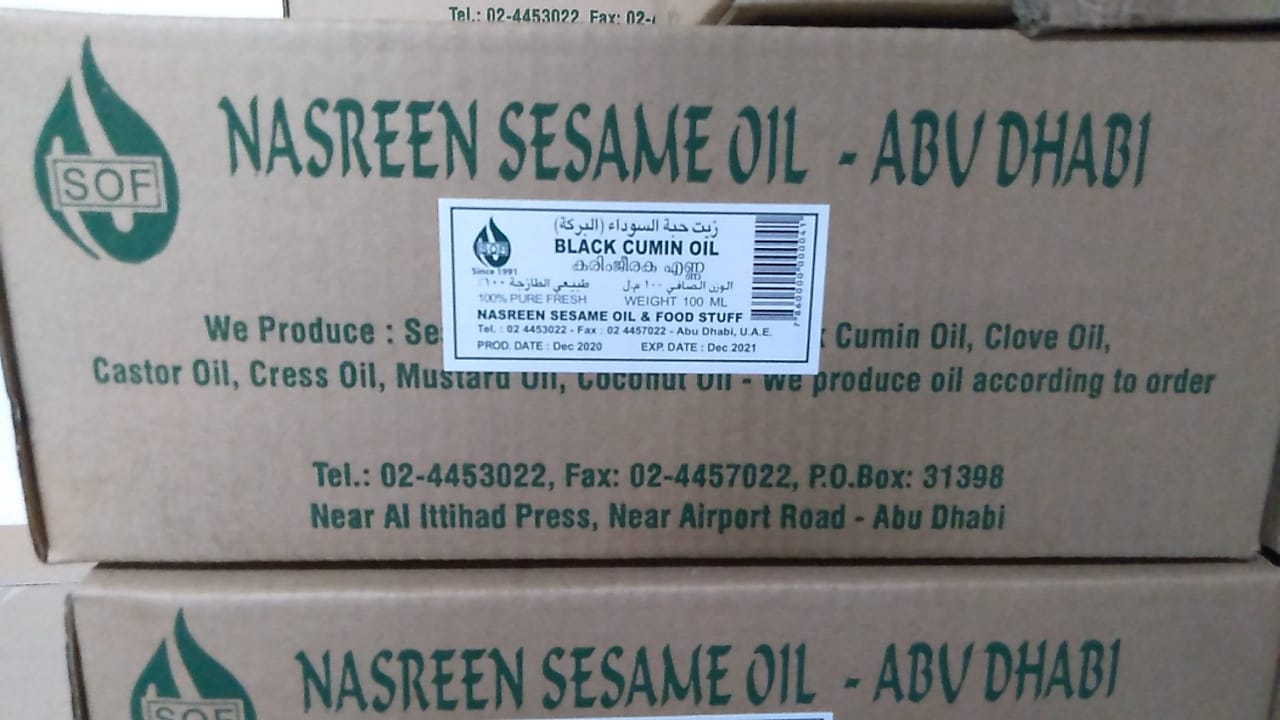 Tel.: 02-4453022, Fax: 02-4
NASREEN SESAME OIL - ABU DHABI
SOF
زيت حبة السوداء (البركة)
BLACK CUMIN OIL
കരിംജീരക എണ്ണ
SOF
Since 1991
طبيعي الطازجة ١٠٠٪
الوزن الصافي ١٠٠ م.ل
100% PURE FRESH
WEIGHT 100 ML
NASREEN SESAME OIL & FOOD STUFF
Tel. : 02 4453022 - Fax : 02 4457022 - Abu Dhabi, U.A.E.
PROD. DATE : Dec 2020 EXP. DATE : Dec 2021
We Produce : Se Cumin Oil, Clove Oil,
Castor Oil, Cress Oil, Mustard Oil, Coconut Oil - We produce oil according to order
Tel.: 02-4453022, Fax: 02-4457022, P.O.Box: 31398
Near Al Ittihad Press, Near Airport Road - Abu Dhabi
NASREEN SESAME OIL - ABU DHABI
SOF